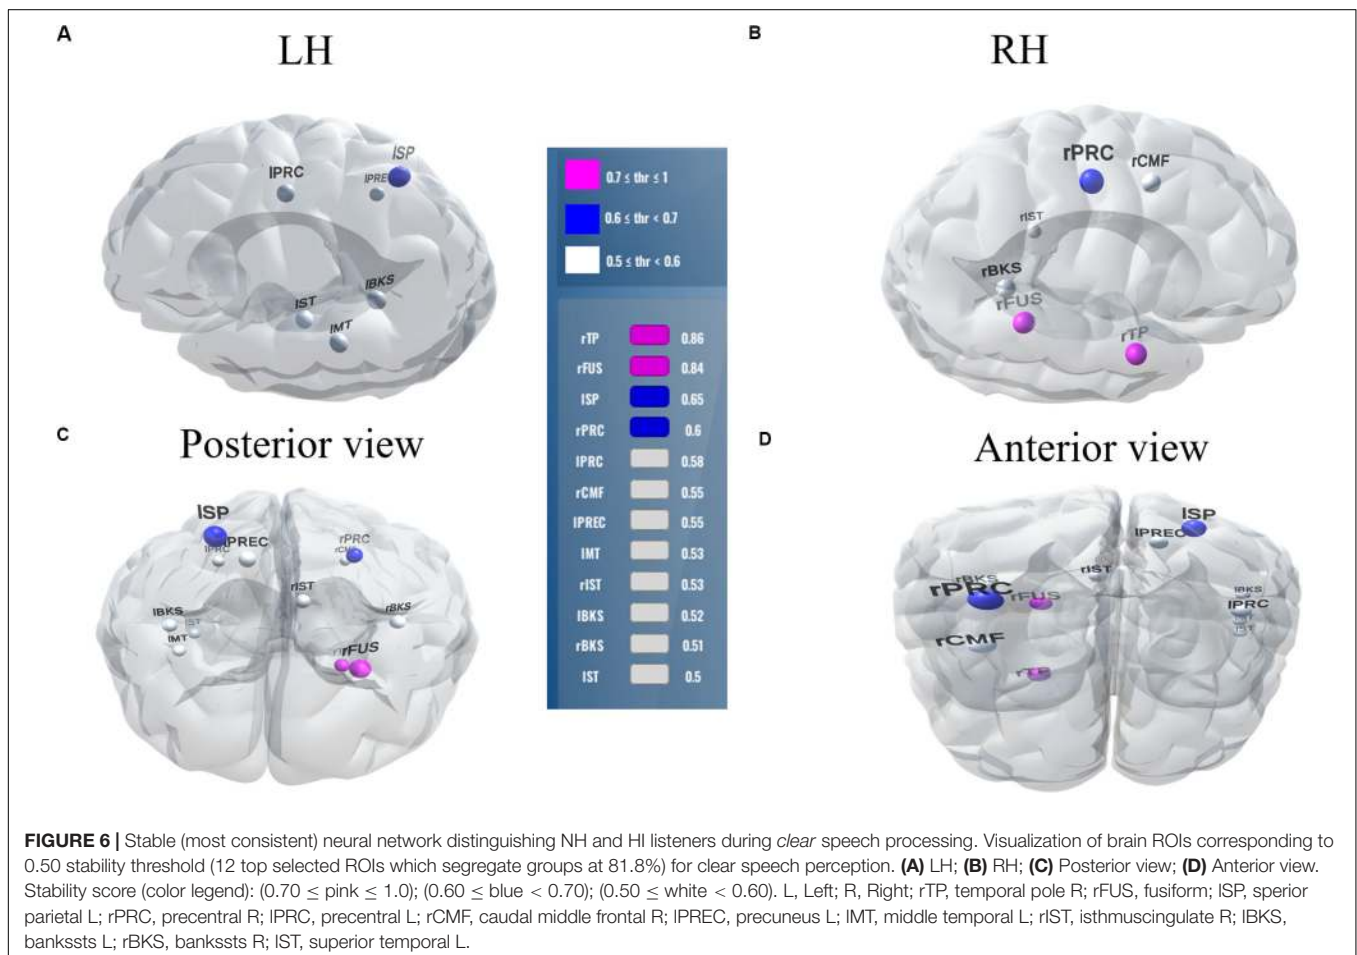 A
LH
lSP
lPRC
lPRE
lBKS
lST
lMT
B
RH
rPRC
rCMF
rIST
rBKS
rFUS
rTP
0.7 ≤ thr ≤ 1
0.6 ≤ thr < 0.7
0.5 ≤ thr < 0.6
rTP 0.86
rFUS 0.84
lSP 0.65
rPRC 0.6
lPRC 0.58
rCMF 0.55
lPREC 0.55
lMT 0.53
rIST 0.53
lBKS 0.52
rBKS 0.51
lST 0.5
C
Posterior view
lSP
lPRC
lPREC
rPRC
rIST
lBKS
lST
lMT
rBKS
rFUS
D
Anterior view
lSP
lPREC
rIST
rBKS
rPRC
rFUS
lBKS
lPRC
lST
rCMF
rTP
FIGURE 6 | Stable (most consistent) neural network distinguishing NH and HI listeners during clear speech processing. Visualization of brain ROIs corresponding to
0.50 stability threshold (12 top selected ROIs which segregate groups at 81.8%) for clear speech perception. (A) LH; (B) RH; (C) Posterior view; (D) Anterior view.
Stability score (color legend): (0.70 ≤ pink ≤ 1.0); (0.60 ≤ blue < 0.70); (0.50 ≤ white < 0.60). L, Left; R, Right; rTP, temporal pole R; rFUS, fusiform; lSP, sperior
parietal L; rPRC, precentral R; lPRC, precentral L; rCMF, caudal middle frontal R; lPREC, precuneus L; lMT, middle temporal L; rIST, isthmuscingulate R; lBKS,
bankssts L; rBKS, bankssts R; lST, superior temporal L.